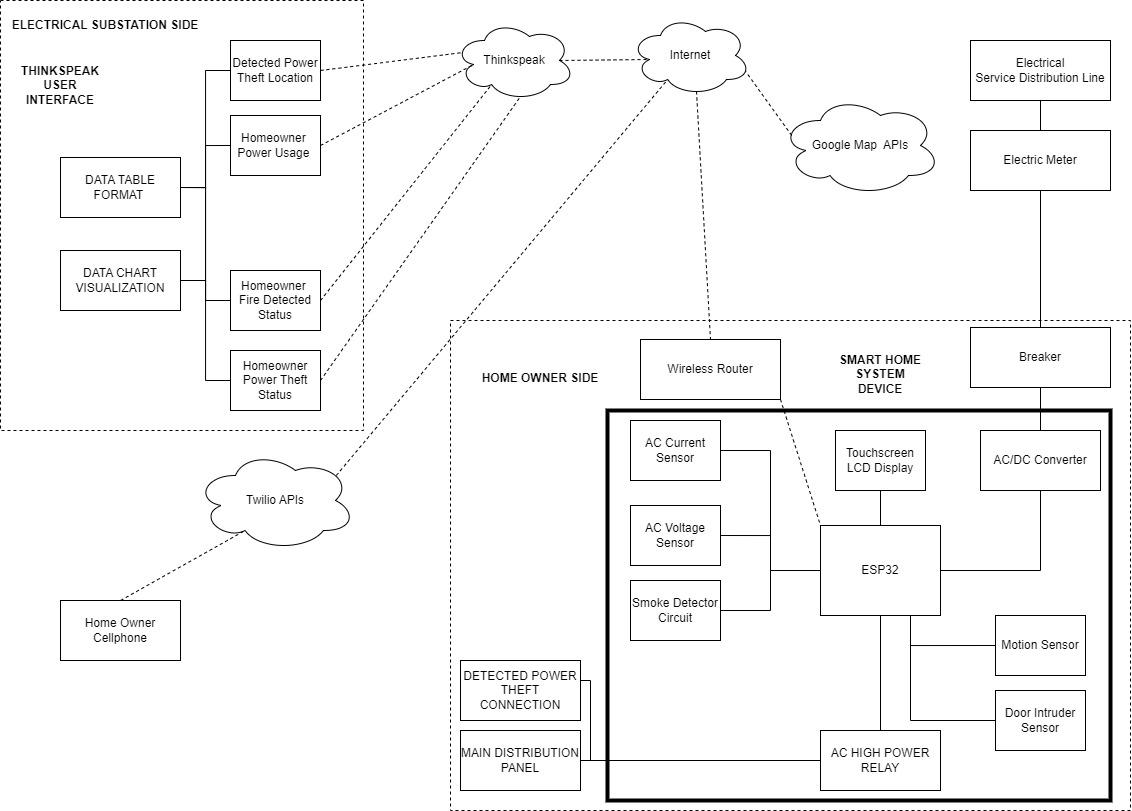 ELECTRICAL SUBSTATION SIDE
THINKSPEAK
USER
INTERFACE
Detected Power
Theft Location
Homeowner
Power Usage
DATA TABLE
FORMAT
DATA CHART
VISUALIZATION
Homeowner
Fire Detected
Status
Homeowner
Power Theft
Status
Thinkspeak
Internet
Google Map  APIs
Electrical
Service Distribution Line
Electric Meter
Twilio APIs
Home Owner
Cellphone
HOME OWNER SIDE
Wireless Router
SMART HOME
SYSTEM
DEVICE
Breaker
AC Current
Sensor
Touchscreen
LCD Display
AC/DC Converter
AC Voltage
Sensor
ESP32
Smoke Detector
Circuit
Motion Sensor
Door Intruder
Sensor
DETECTED POWER
THEFT
CONNECTION
MAIN DISTRIBUTION
PANEL
AC HIGH POWER
RELAY